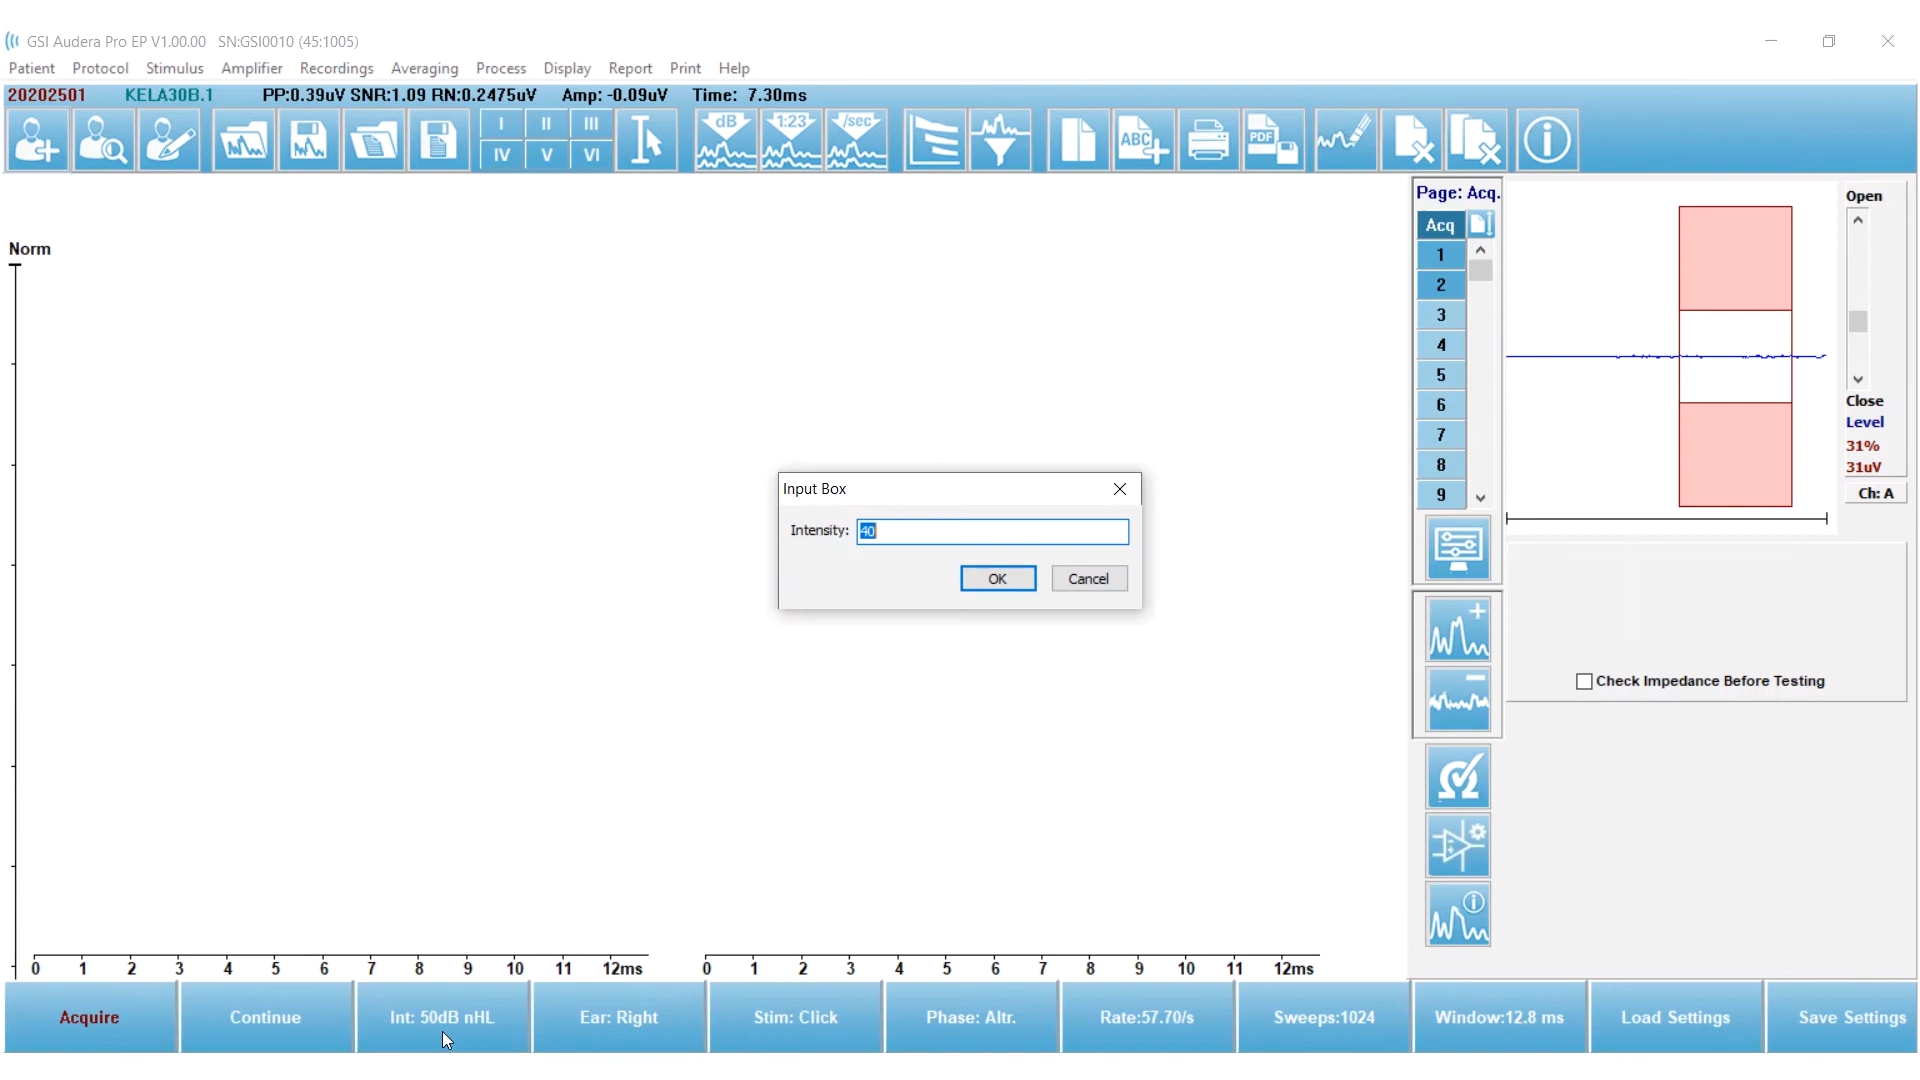 GSI Audera Pro EP V1.00.00 SN:GSI0010 (45:1005)
Patient Protocol Stimulus Amplifier Recordings Averaging Process Display Report Print Help
20202501 KELA30B.1 PP:0.39uV SNR:1.09 RN:0.2475uV Amp: -0.09uV Time: 7.30ms
I II III
IV V VI
dB 1:23 /sec
ABC PDF
Norm
Page: Acq.
Acq
1
2
3
4
5
6
7
8
9
Open
Close
Level
31%
31uV
Ch: A
Input Box
Intensity: 40
OK Cancel
Check Impedance Before Testing
0 1 2 3 4 5 6 7 8 9 10 11 12ms
0 1 2 3 4 5 6 7 8 9 10 11 12ms
Acquire Continue Int: 50dB nHL Ear: Right Stim: Click Phase: Altr. Rate:57.70/s Sweeps:1024 Window:12.8 ms Load Settings Save Settings